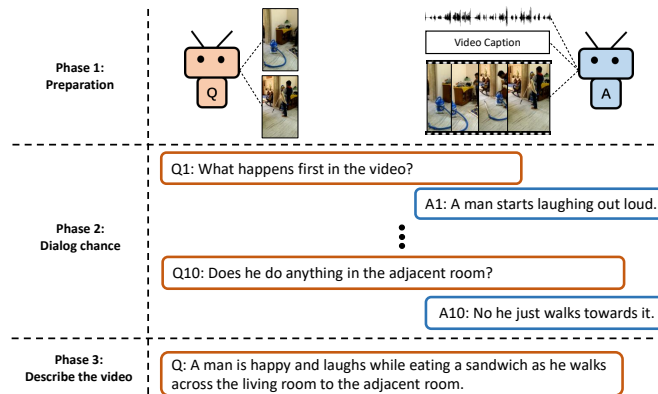 Phase 1:
Preparation
Q
Video Caption
A
Phase 2:
Dialog chance
Q1: What happens first in the video?
A1: A man starts laughing out loud.
Q10: Does he do anything in the adjacent room?
A10: No he just walks towards it.
Phase 3:
Describe the video
Q: A man is happy and laughs while eating a sandwich as he walks
across the living room to the adjacent room.